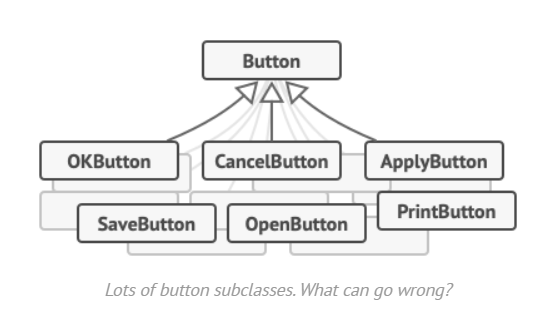 Button
OKButton
CancelButton
ApplyButton
SaveButton
OpenButton
PrintButton
Lots of button subclasses. What can go wrong?